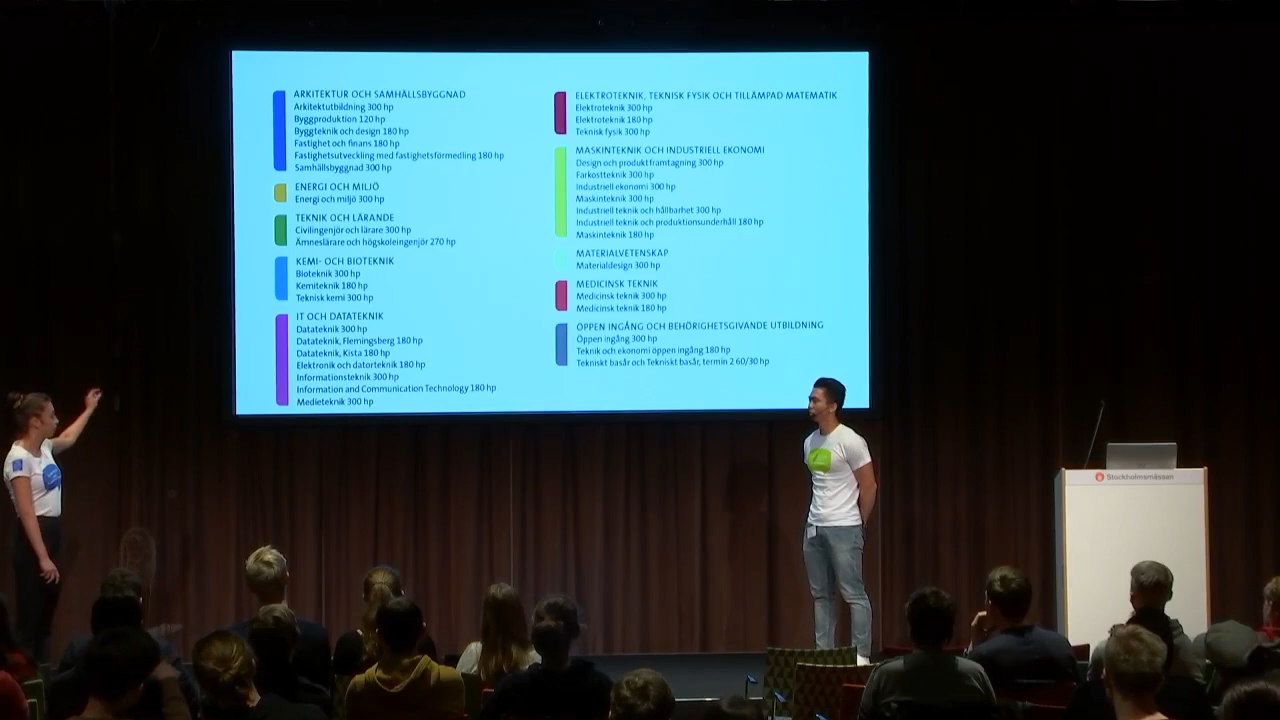 ARKITEKTUR OCH SAMHÄLLSBYGGNAD
Arkitektutbildning 300 hp
Byggproduktion 120 hp
Byggteknik och design 180 hp
Fastighet och finans 180 hp
Fastighetsutveckling med fastighetsförmedling 180 hp
Samhällsbyggnad 300 hp
ENERGI OCH MILJÖ
Energi och miljö 300 hp
TEKNIK OCH LÄRANDE
Civilingenjör och lärare 300 hp
Ämneslärare och högskoleingenjör 270 hp
KEMI- OCH BIOTEKNIK
Bioteknik 300 hp
Kemiteknik 180 hp
Teknisk kemi 300 hp
IT OCH DATATEKNIK
Datateknik 300 hp
Datateknik, Flemingsberg 180 hp
Datateknik, Kista 180 hp
Elektronik och datorteknik 180 hp
Informationsteknik 300 hp
Information and Communication Technology 180 hp
Medieteknik 300 hp
ELEKTROTEKNIK, TEKNISK FYSIK OCH TILLÄMPAD MATEMATIK
Elektroteknik 300 hp
Elektroteknik 180 hp
Teknisk fysik 300 hp
MASKINTEKNIK OCH INDUSTRIELL EKONOMI
Design och produktframtagning 300 hp
Farkostteknik 300 hp
Industriell ekonomi 300 hp
Maskinteknik 300 hp
Industriell teknik och hållbarhet 300 hp
Industriell teknik och produktionsunderhåll 180 hp
Maskinteknik 180 hp
MATERIALVETENSKAP
Materialdesign 300 hp
MEDICINSK TEKNIK
Medicinsk teknik 300 hp
Medicinsk teknik 180 hp
ÖPPEN INGÅNG OCH BEHÖRIGHETSGIVANDE UTBILDNING
Öppen ingång 300 hp
Teknik och ekonomi öppen ingång 180 hp
Tekniskt basår och Tekniskt basår, termin 2 60/30 hp
Stockholmsmässan